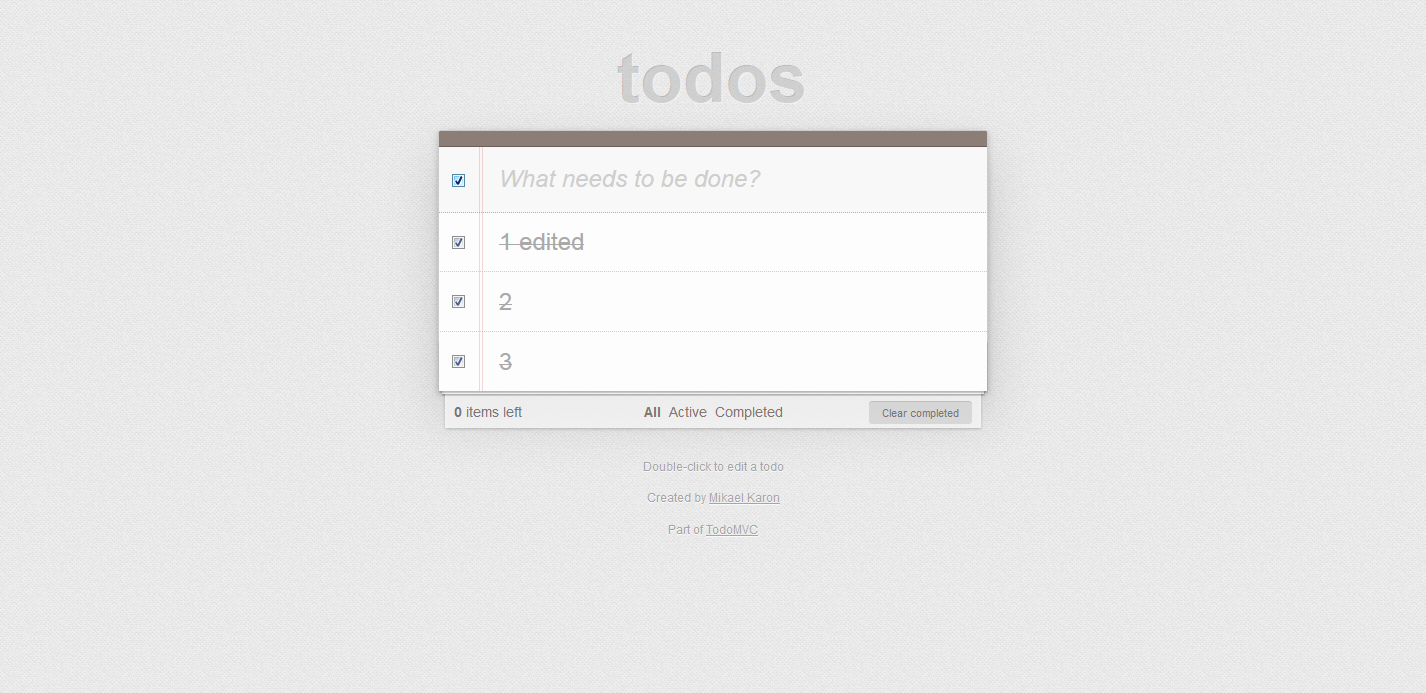 todos
What needs to be done?
1 edited
2
3
0 items left All Active Completed Clear completed
Double-click to edit a todo
Created by Mikael Karon
Part of TodoMVC